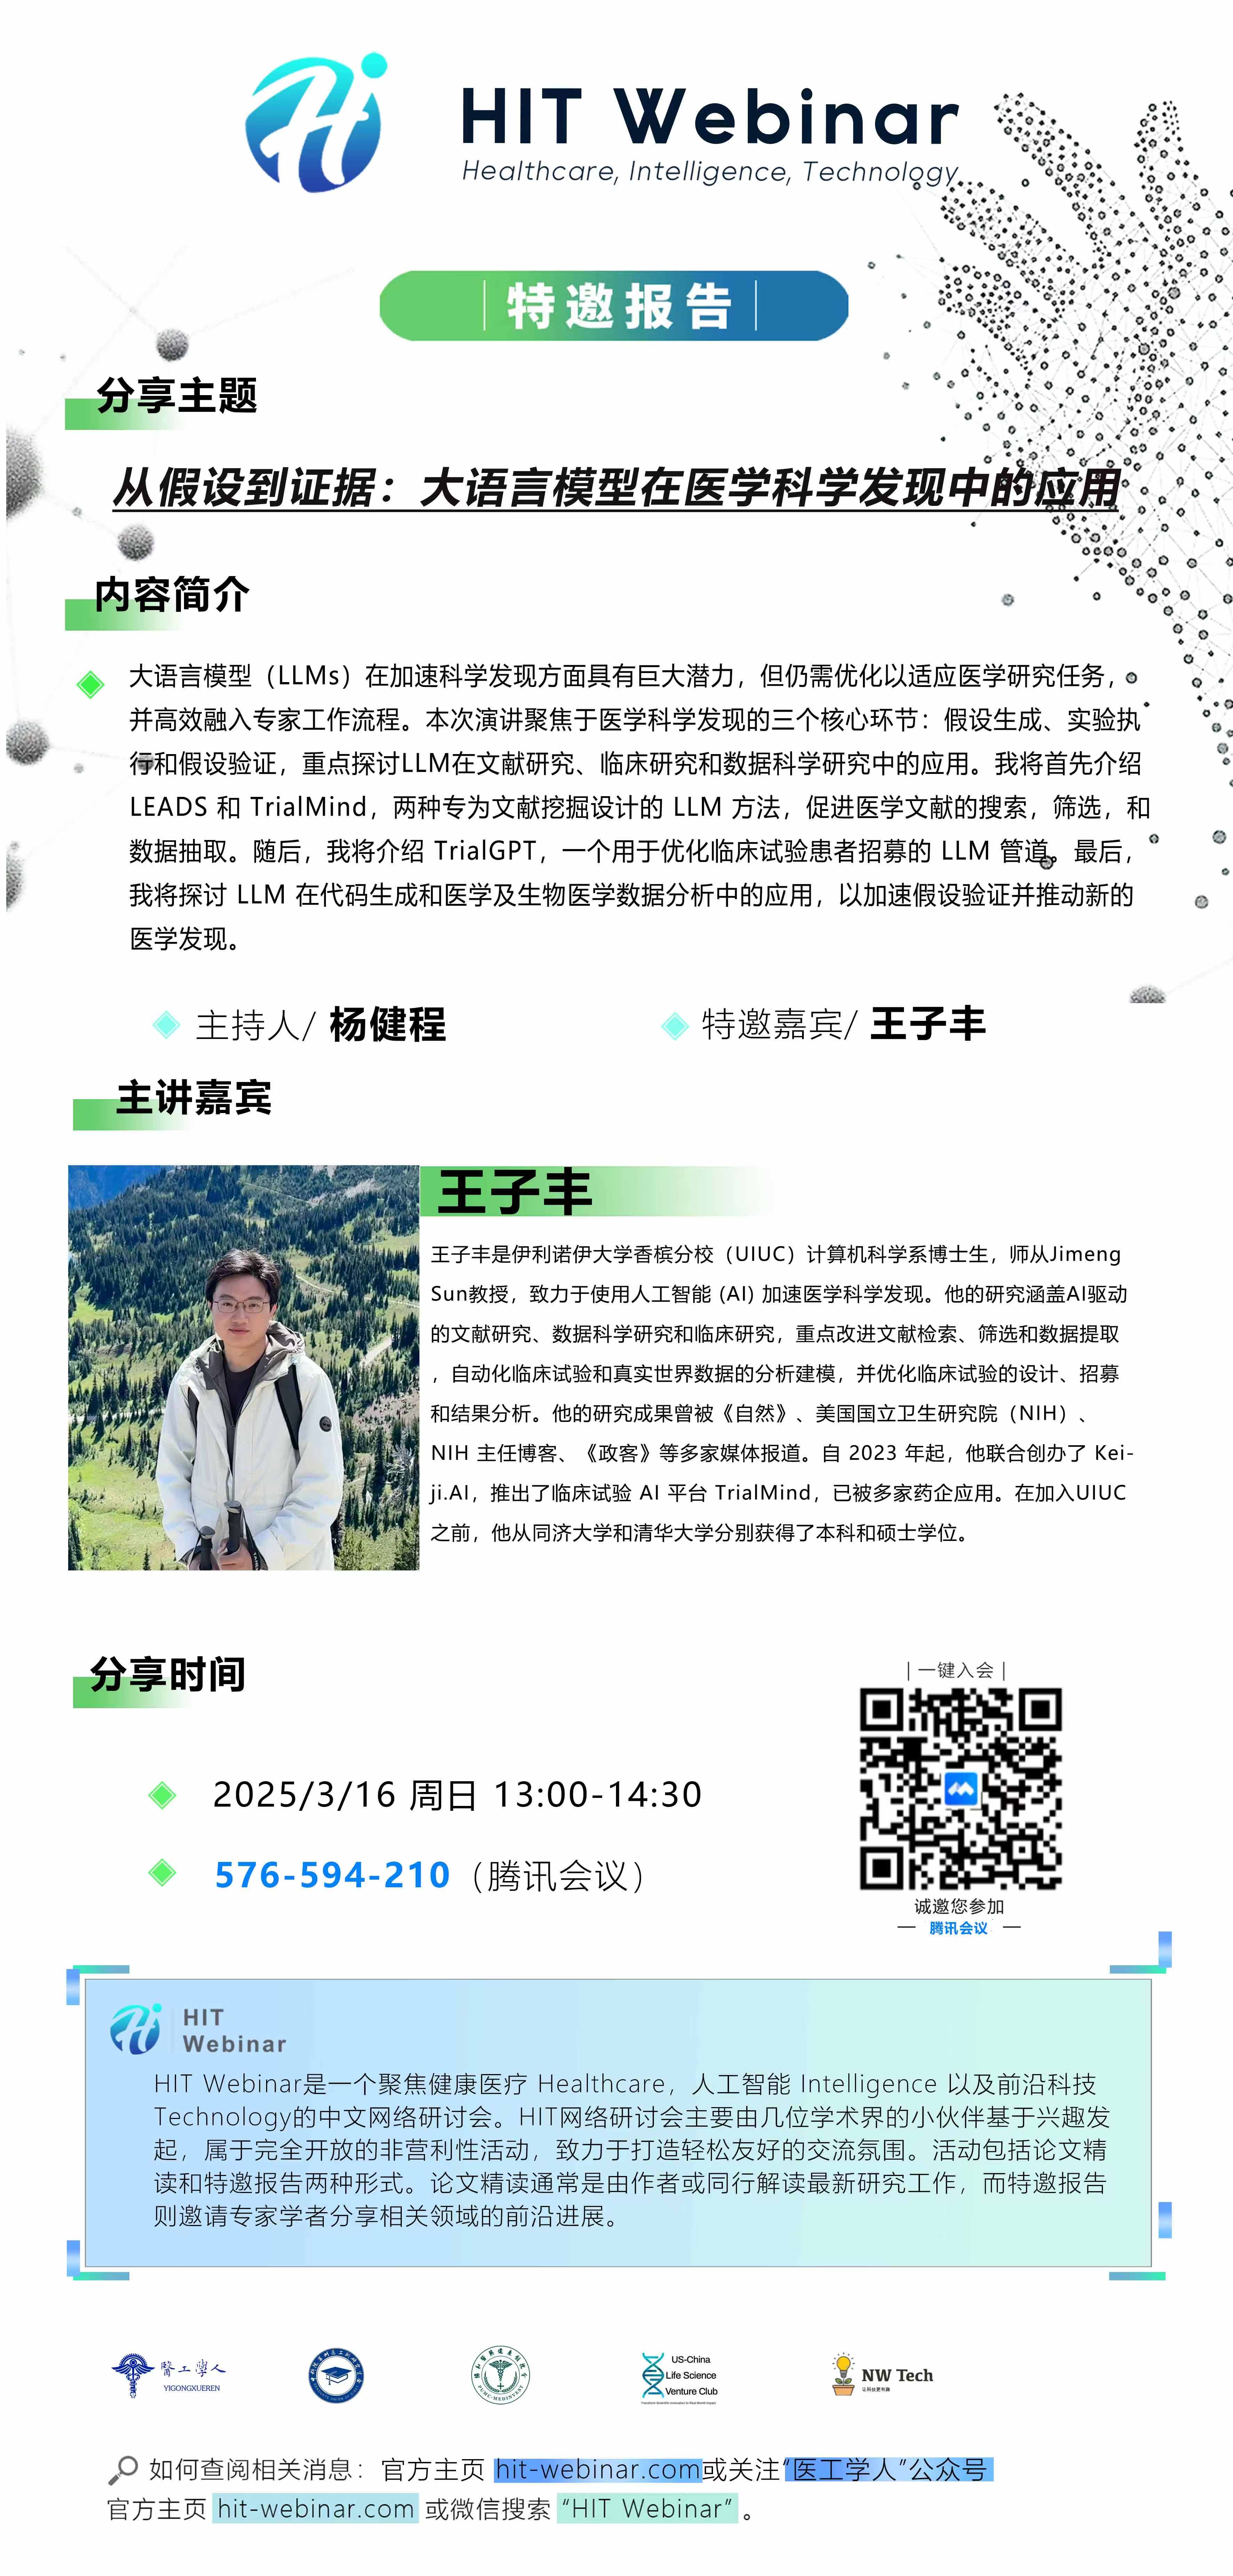 HIT Webinar
Healthcare, Intelligence, Technology
特邀报告
分享主题
从假设到证据：大语言模型在医学科学发现中的应用
内容简介
大语言模型（LLMs）在加速科学发现方面具有巨大潜力，但仍需优化以适应医学研究任务，
并高效融入专家工作流程。本次演讲聚焦于医学科学发现的三个核心环节：假设生成、实验执
行和假设验证，重点探讨LLM在文献研究、临床研究和数据科学研究中的应用。我将首先介绍
LEADS 和 TrialMind，两种专为文献挖掘设计的 LLM 方法，促进医学文献的搜索，筛选，和
数据抽取。随后，我将介绍 TrialGPT，一个用于优化临床试验患者招募的 LLM 管道。最后，
我将探讨 LLM 在代码生成和医学及生物医学数据分析中的应用，以加速假设验证并推动新的
医学发现。
主持人/ 杨健程
特邀嘉宾/ 王子丰
主讲嘉宾
王子丰
王子丰是伊利诺伊大学香槟分校（UIUC）计算机科学系博士生，师从Jimeng
Sun教授，致力于使用人工智能 (AI) 加速医学科学发现。他的研究涵盖AI驱动
的文献研究、数据科学研究和临床研究，重点改进文献检索、筛选和数据提取
，自动化临床试验和真实世界数据的分析建模，并优化临床试验的设计、招募
和结果分析。他的研究成果曾被《自然》、美国国立卫生研究院（NIH）、
NIH 主任博客、《政客》等多家媒体报道。自 2023 年起，他联合创办了 Kei-
ji.AI，推出了临床试验 AI 平台 TrialMind，已被多家药企应用。在加入UIUC
之前，他从同济大学和清华大学分别获得了本科和硕士学位。
分享时间
2025/3/16 周日 13:00-14:30
576-594-210（腾讯会议）
| 一键入会 |
诚邀您参加
腾讯会议
HIT
Webinar
HIT Webinar是一个聚焦健康医疗 Healthcare，人工智能 Intelligence 以及前沿科技
Technology的中文网络研讨会。HIT网络研讨会主要由几位学术界的小伙伴基于兴趣发
起，属于完全开放的非营利性活动，致力于打造轻松友好的交流氛围。活动包括论文精
读和特邀报告两种形式。论文精读通常是由作者或同行解读最新研究工作，而特邀报告
则邀请专家学者分享相关领域的前沿进展。
醫工學人
YIGONGXUEREN
PUMC-MEDINVEST
US-China
Life Science
Venture Club
NW Tech
让科技更有趣
如何查阅相关消息：官方主页 hit-webinar.com或关注“医工学人”公众号
官方主页 hit-webinar.com 或微信搜索 “HIT Webinar” 。